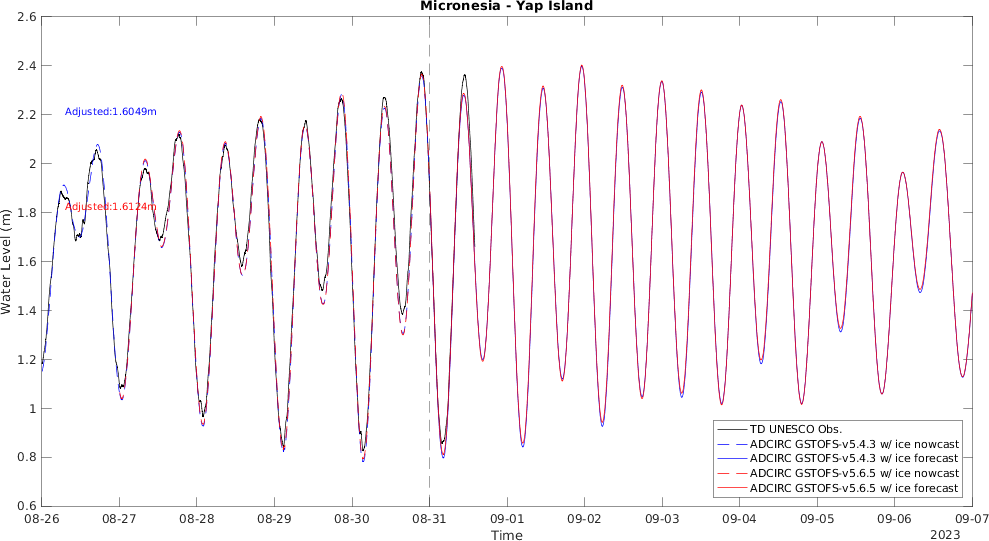 Micronesia - Yap Island
Water Level (m)
2.6
2.4
2.2
2
1.8
1.6
1.4
1.2
1
0.8
0.6
Adjusted:1.6049m
Adjusted:1.6124m
TD UNESCO Obs.
ADCIRC GSTOFS-v5.4.3 w/ ice nowcast
ADCIRC GSTOFS-v5.4.3 w/ ice forecast
ADCIRC GSTOFS-v5.6.5 w/ ice nowcast
ADCIRC GSTOFS-v5.6.5 w/ ice forecast
08-26 08-27 08-28 08-29 08-30 08-31 09-01 09-02 09-03 09-04 09-05 09-06 09-07
Time
2023